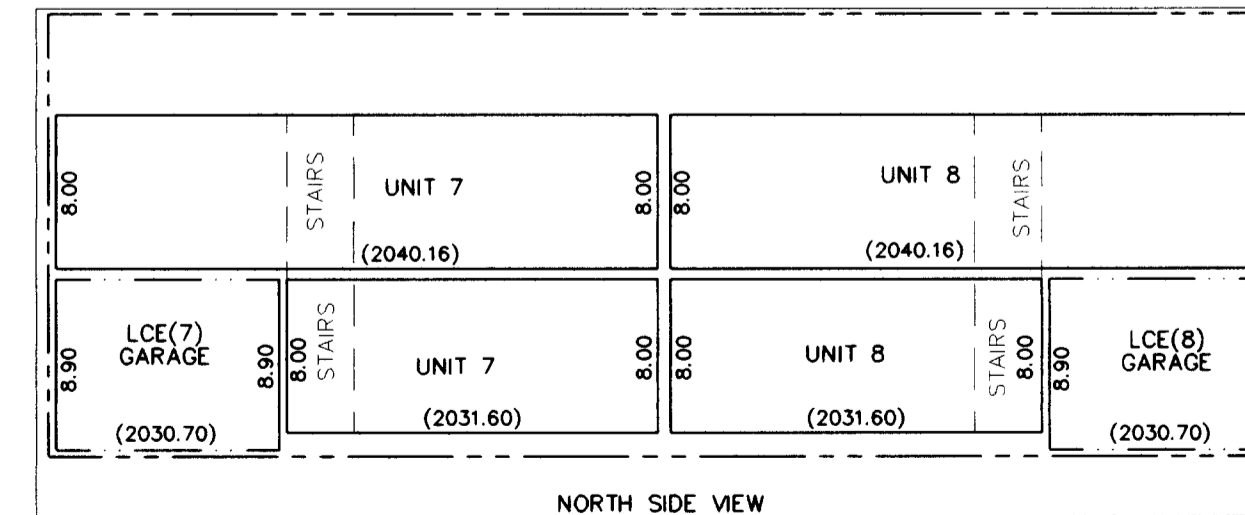 8.00
STAIRS
UNIT 7
(2040.16)
8.00
8.00
UNIT 8
(2040.16)
STAIRS
8.90
LCE(7)
GARAGE
(2030.70)
8.90
8.00
STAIRS
UNIT 7
(2031.60)
8.00
8.00
UNIT 8
(2031.60)
STAIRS
8.00
8.90
LCE(8)
GARAGE
(2030.70)
NORTH SIDE VIEW